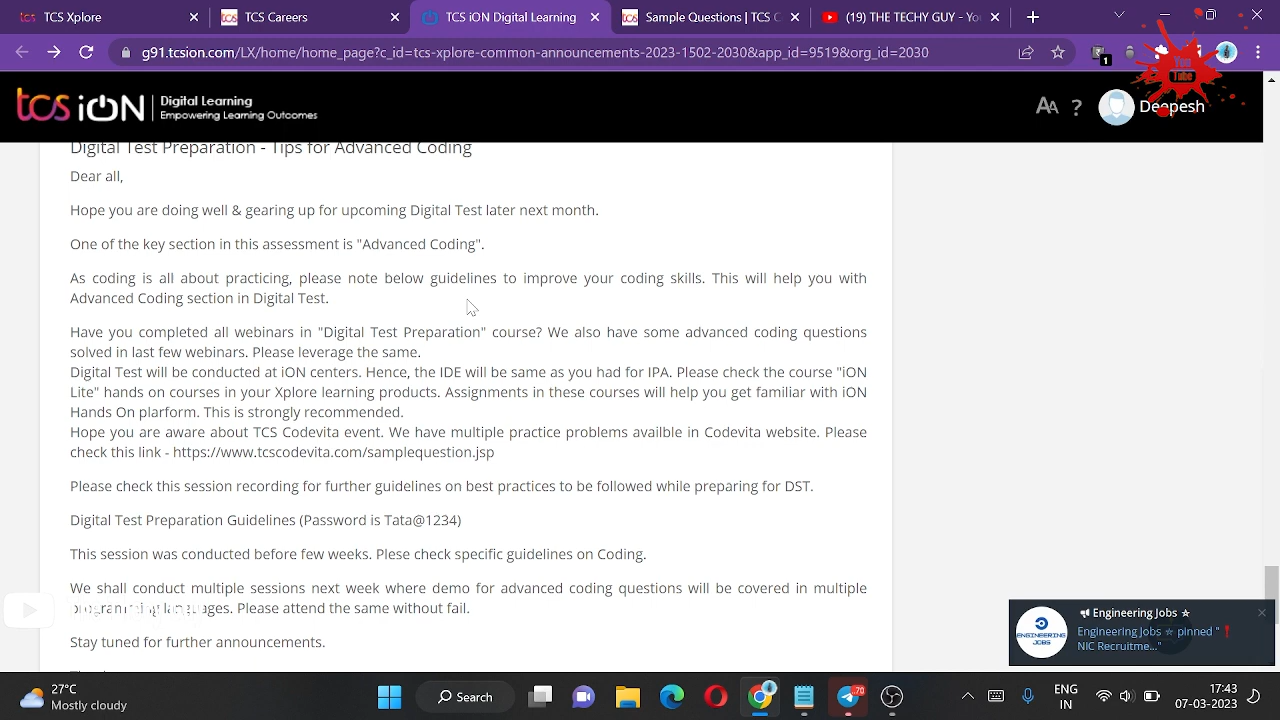 TCS Xplore
TCS Careers
TCS iON Digital Learning
Sample Question | TCS C
(19) THE TECHY GUY - You
g91.tcsion.com/LX/home/home_page?c_id=tcs-xplore-common-announcements-2023-1502-2030&app_id=9519&org_id=2030
1
You
Tube
tcs iON
Digital Learning
Empowering Learning Outcomes
AA ? Deepesh
Digital Test Preparation - Tips for Advanced Coding
Dear all,
Hope you are doing well & gearing up for upcoming Digital Test later next month.
One of the key section in this assessment is "Advanced Coding".
As coding is all about practicing, please note below guidelines to improve your coding skills. This will help you with
Advanced Coding section in Digital Test.
Have you completed all webinars in "Digital Test Preparation" course? We also have some advanced coding questions
solved in last few webinars. Please leverage the same.
Digital Test will be conducted at iON centers. Hence, the IDE will be same as you had for IPA. Please check the course "iON
Lite" hands on courses in your Xplore learning products. Assignments in these courses will help you get familiar with iON
Hands On plarform. This is strongly recommended.
Hope you are aware about TCS Codevita event. We have multiple practice problems availble in Codevita website. Please
check this link - https://www.tcscodevita.com/samplequestion.jsp
Please check this session recording for further guidelines on best practices to be followed while preparing for DST.
Digital Test Preparation Guidelines (Password is Tata@1234)
This session was conducted before few weeks. Plese check specific guidelines on Coding.
We shall conduct multiple sessions next week where demo for advanced coding questions will be covered in multiple
languages. Please attend the same without fail.
Stay tuned for further announcements.
Engineering Jobs
ENGINEERING
JOBS
Engineering Jobs pinned "
NIC Recruitme..."
27°C
Mostly cloudy
Search
70
ENG
IN
17:43
07-03-2023